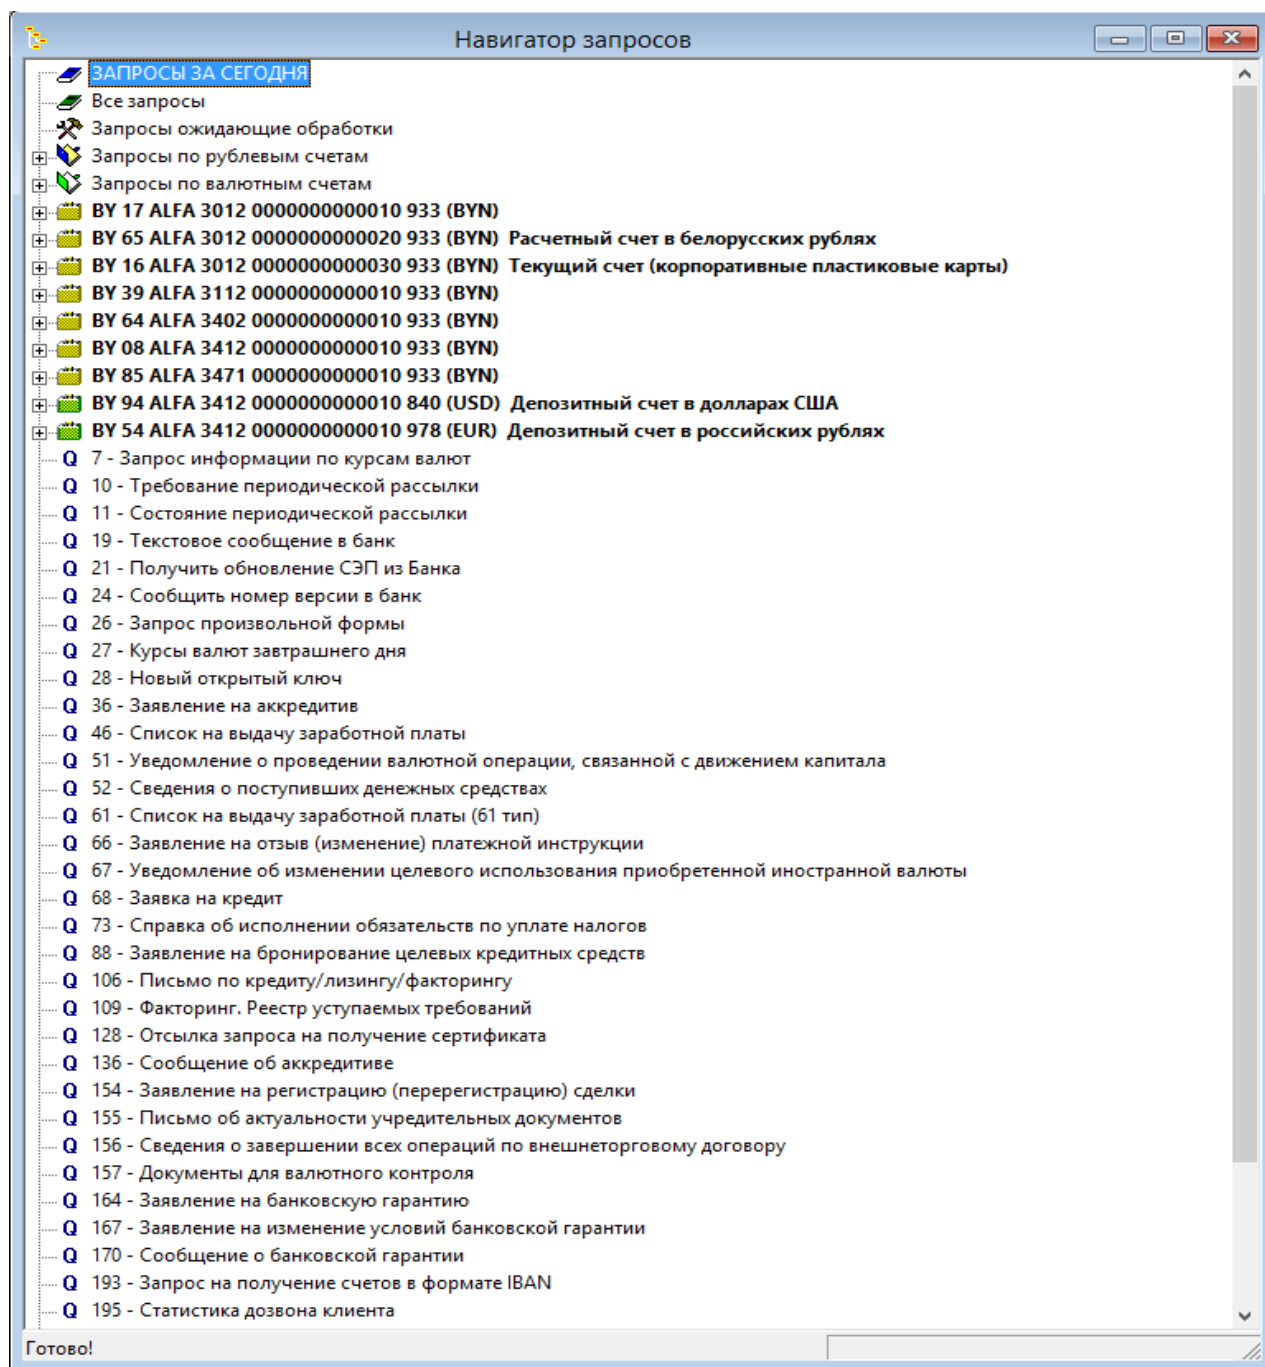 Навигатор запросов
ЗАПРОСЫ ЗА СЕГОДНЯ
Все запросы
Запросы ожидающие обработки
Запросы по рублевым счетам
Запросы по валютным счетам
BY 17 ALFA 3012 0000000000010 933 (BYN)
BY 65 ALFA 3012 0000000000020 933 (BYN) Расчетный счет в белорусских рублях
BY 16 ALFA 3012 0000000000030 933 (BYN) Текущий счет (корпоративные пластиковые карты)
BY 39 ALFA 3112 0000000000010 933 (BYN)
BY 64 ALFA 3402 0000000000010 933 (BYN)
BY 08 ALFA 3412 0000000000010 933 (BYN)
BY 85 ALFA 3471 0000000000010 933 (BYN)
BY 94 ALFA 3412 0000000000010 840 (USD) Депозитный счет в долларах США
BY 54 ALFA 3412 0000000000010 978 (EUR) Депозитный счет в российских рублях
Q 7 - Запрос информации по курсам валют
Q 10 - Требование периодической рассылки
Q 11 - Состояние периодической рассылки
Q 19 - Текстовое сообщение в банк
Q 21 - Получить обновление СЭП из Банка
Q 24 - Сообщить номер версии в банк
Q 26 - Запрос произвольной формы
Q 27 - Курсы валют завтрашнего дня
Q 28 - Новый открытый ключ
Q 36 - Заявление на аккредитив
Q 46 - Список на выдачу заработной платы
Q 51 - Уведомление о проведении валютной операции, связанной с движением капитала
Q 52 - Сведения о поступивших денежных средствах
Q 61 - Список на выдачу заработной платы (61 тип)
Q 66 - Заявление на отзыв (изменение) платежной инструкции
Q 67 - Уведомление об изменении целевого использования приобретенной иностранной валюты
Q 68 - Заявка на кредит
Q 73 - Справка об исполнении обязательств по уплате налогов
Q 88 - Заявление на бронирование целевых кредитных средств
Q 106 - Письмо по кредиту/лизингу/факторингу
Q 109 - Факторинг. Реестр уступаемых требований
Q 128 - Отсылка запроса на получение сертификата
Q 136 - Сообщение об аккредитиве
Q 154 - Заявление на регистрацию (перерегистрацию) сделки
Q 155 - Письмо об актуальности учредительных документов
Q 156 - Сведения о завершении всех операций по внешнеторговому договору
Q 157 - Документы для валютного контроля
Q 164 - Заявление на банковскую гарантию
Q 167 - Заявление на изменение условий банковской гарантии
Q 170 - Сообщение о банковской гарантии
Q 193 - Запрос на получение счетов в формате IBAN
Q 195 - Статистика дозвона клиента
Готово!